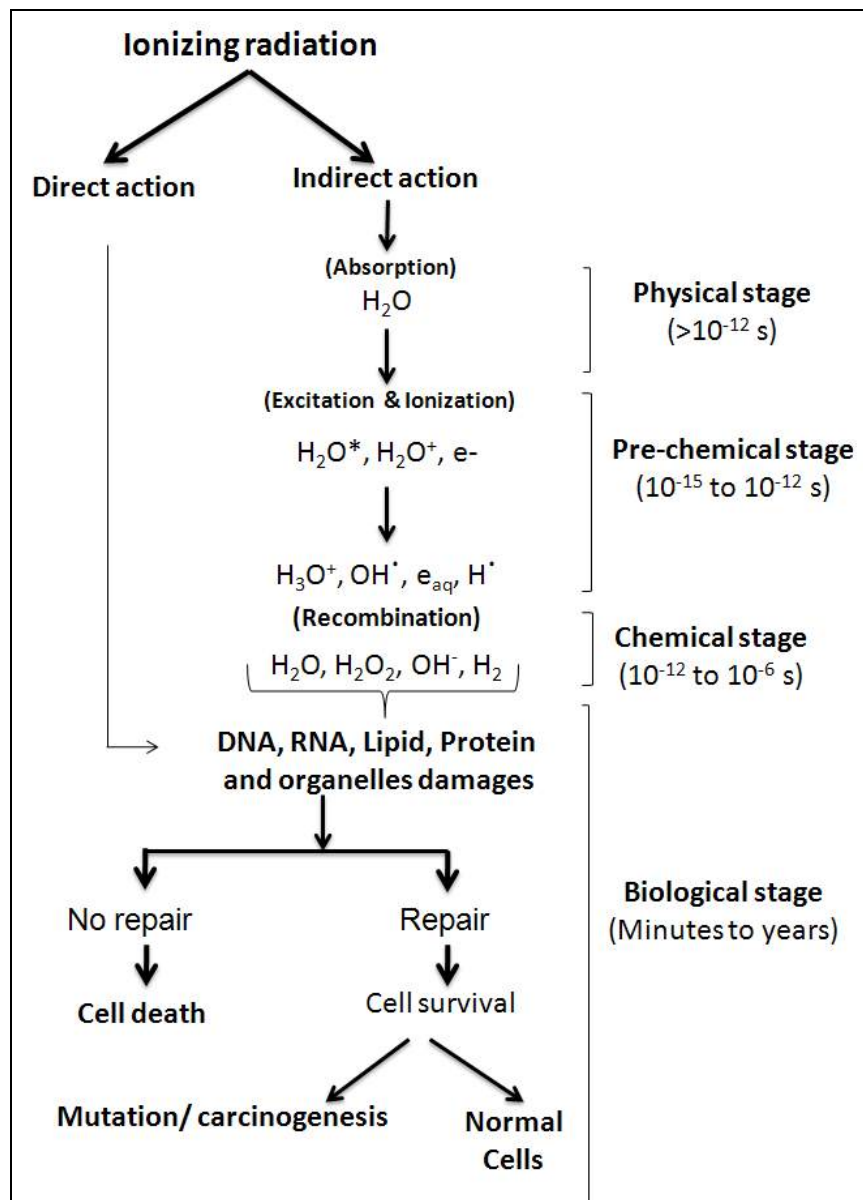 Ionizing radiation
Direct action
Indirect action
(Absorption)
H₂O
Physical stage
(>10⁻¹² s)
(Excitation & Ionization)
H₂O*, H₂O⁺, e-
Pre-chemical stage
(10⁻¹⁵ to 10⁻¹² s)
H₃O⁺, OH˙, eₐq, H˙
(Recombination)
H₂O, H₂O₂, OH⁻, H₂
Chemical stage
(10⁻¹² to 10⁻⁶ s)
DNA, RNA, Lipid, Protein
and organelles damages
No repair
Repair
Biological stage
(Minutes to years)
Cell death
Cell survival
Mutation/ carcinogenesis
Normal
Cells